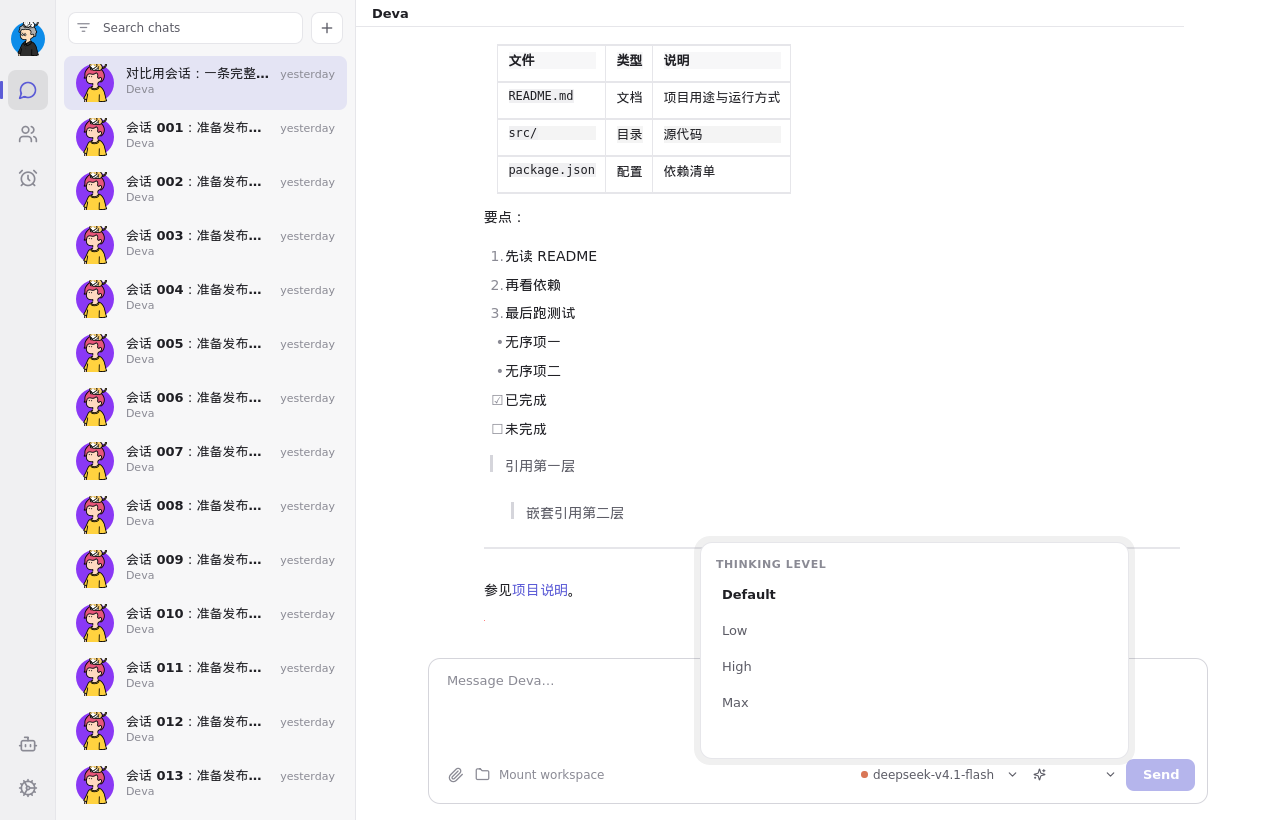 Search chats
对比用会话：一条完整… yesterday
Deva
会话 001：准备发布… yesterday
Deva
会话 002：准备发布… yesterday
Deva
会话 003：准备发布… yesterday
Deva
会话 004：准备发布… yesterday
Deva
会话 005：准备发布… yesterday
Deva
会话 006：准备发布… yesterday
Deva
会话 007：准备发布… yesterday
Deva
会话 008：准备发布… yesterday
Deva
会话 009：准备发布… yesterday
Deva
会话 010：准备发布… yesterday
Deva
会话 011：准备发布… yesterday
Deva
会话 012：准备发布… yesterday
Deva
会话 013：准备发布… yesterday
Deva
Deva
文件 类型 说明
README.md 文档 项目用途与运行方式
src/ 目录 源代码
package.json 配置 依赖清单
要点：
1. 先读 README
2. 再看依赖
3. 最后跑测试
• 无序项一
• 无序项二
☑ 已完成
☐ 未完成
引用第一层
嵌套引用第二层
参见项目说明。
THINKING LEVEL
Default
Low
High
Max
Message Deva…
Mount workspace
deepseek-v4.1-flash
Send